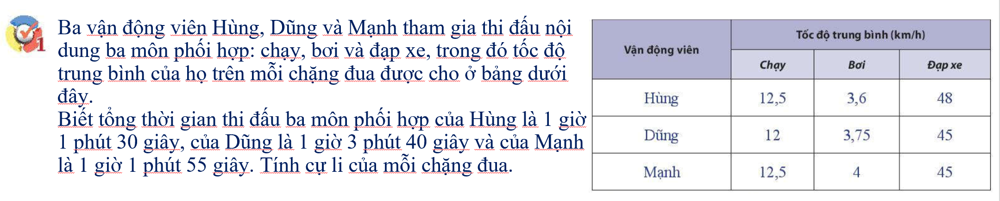 1
Ba vận động viên Hùng, Dũng và Mạnh tham gia thi đấu nội
dung ba môn phối hợp: chạy, bơi và đạp xe, trong đó tốc độ
trung bình của họ trên mỗi chặng đua được cho ở bảng dưới
đây.
Biết tổng thời gian thi đấu ba môn phối hợp của Hùng là 1 giờ
1 phút 30 giây, của Dũng là 1 giờ 3 phút 40 giây và của Mạnh
là 1 giờ 1 phút 55 giây. Tính cự li của mỗi chặng đua.
Vận động viên
Tốc độ trung bình (km/h)
Chạy Bơi Đạp xe
Hùng 12,5 3,6 48
Dũng 12 3,75 45
Mạnh 12,5 4 45